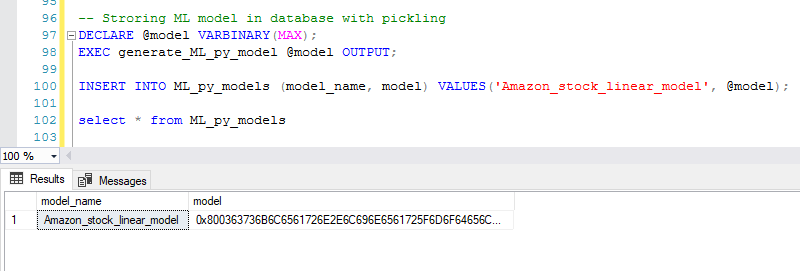 95
96 -- Stroring ML model in database with pickling
97 DECLARE @model VARBINARY(MAX);
98 EXEC generate_ML_py_model @model OUTPUT;
99
100 INSERT INTO ML_py_models (model_name, model) VALUES('Amazon_stock_linear_model', @model);
101
102 select * from ML_py_models
103
100 %
Results Messages
model_name model
1 Amazon_stock_linear_model 0x800363736B6C6561726E2E6C696E6561725F6D6F64656C...